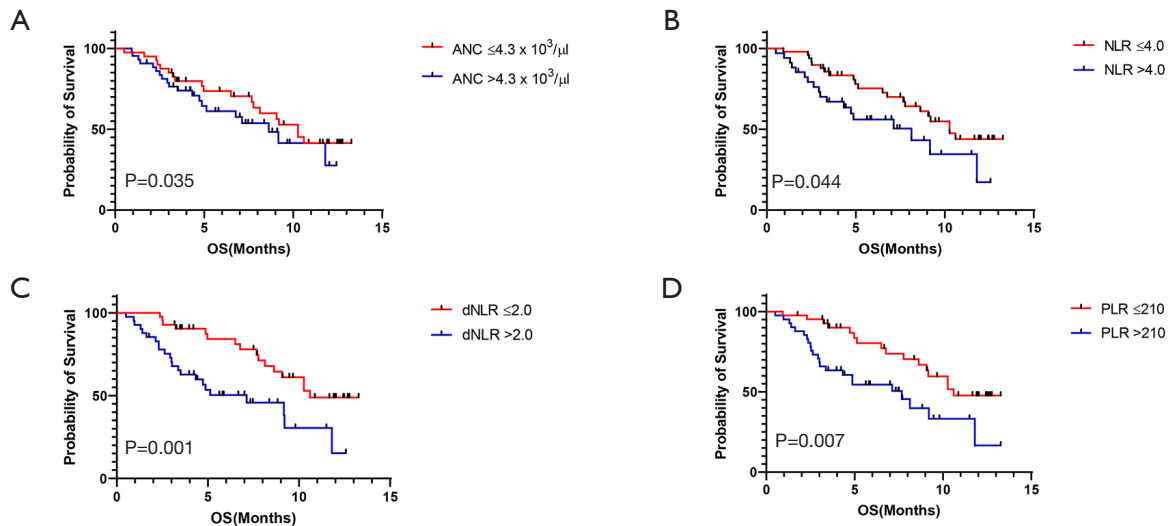 A
Probability of Survival
100
50
0
0 5 10 15
OS(Months)
P=0.035
ANC ≤4.3 x 10³/μl
ANC >4.3 x 10³/μl
B
Probability of Survival
100
50
0
0 5 10 15
OS(Months)
P=0.044
NLR ≤4.0
NLR >4.0
C
Probability of Survival
100
50
0
0 5 10 15
OS(Months)
P=0.001
dNLR ≤2.0
dNLR >2.0
D
Probability of Survival
100
50
0
0 5 10 15
OS(Months)
P=0.007
PLR ≤210
PLR >210